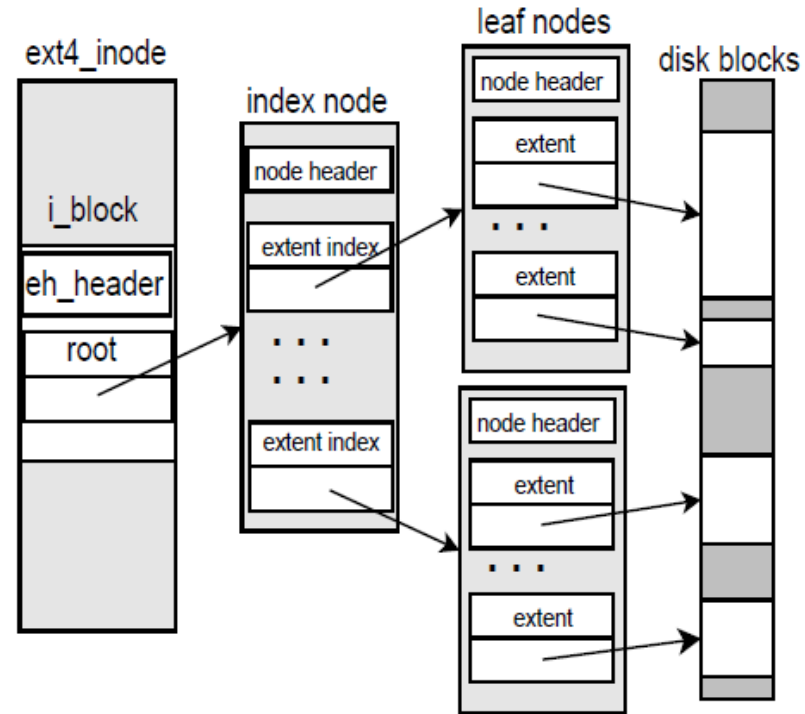 ext4_inode
i_block
eh_header
root
index node
node header
extent index
. . .
. . .
extent index
leaf nodes
node header
extent
. . .
extent
node header
extent
. . .
extent
disk blocks